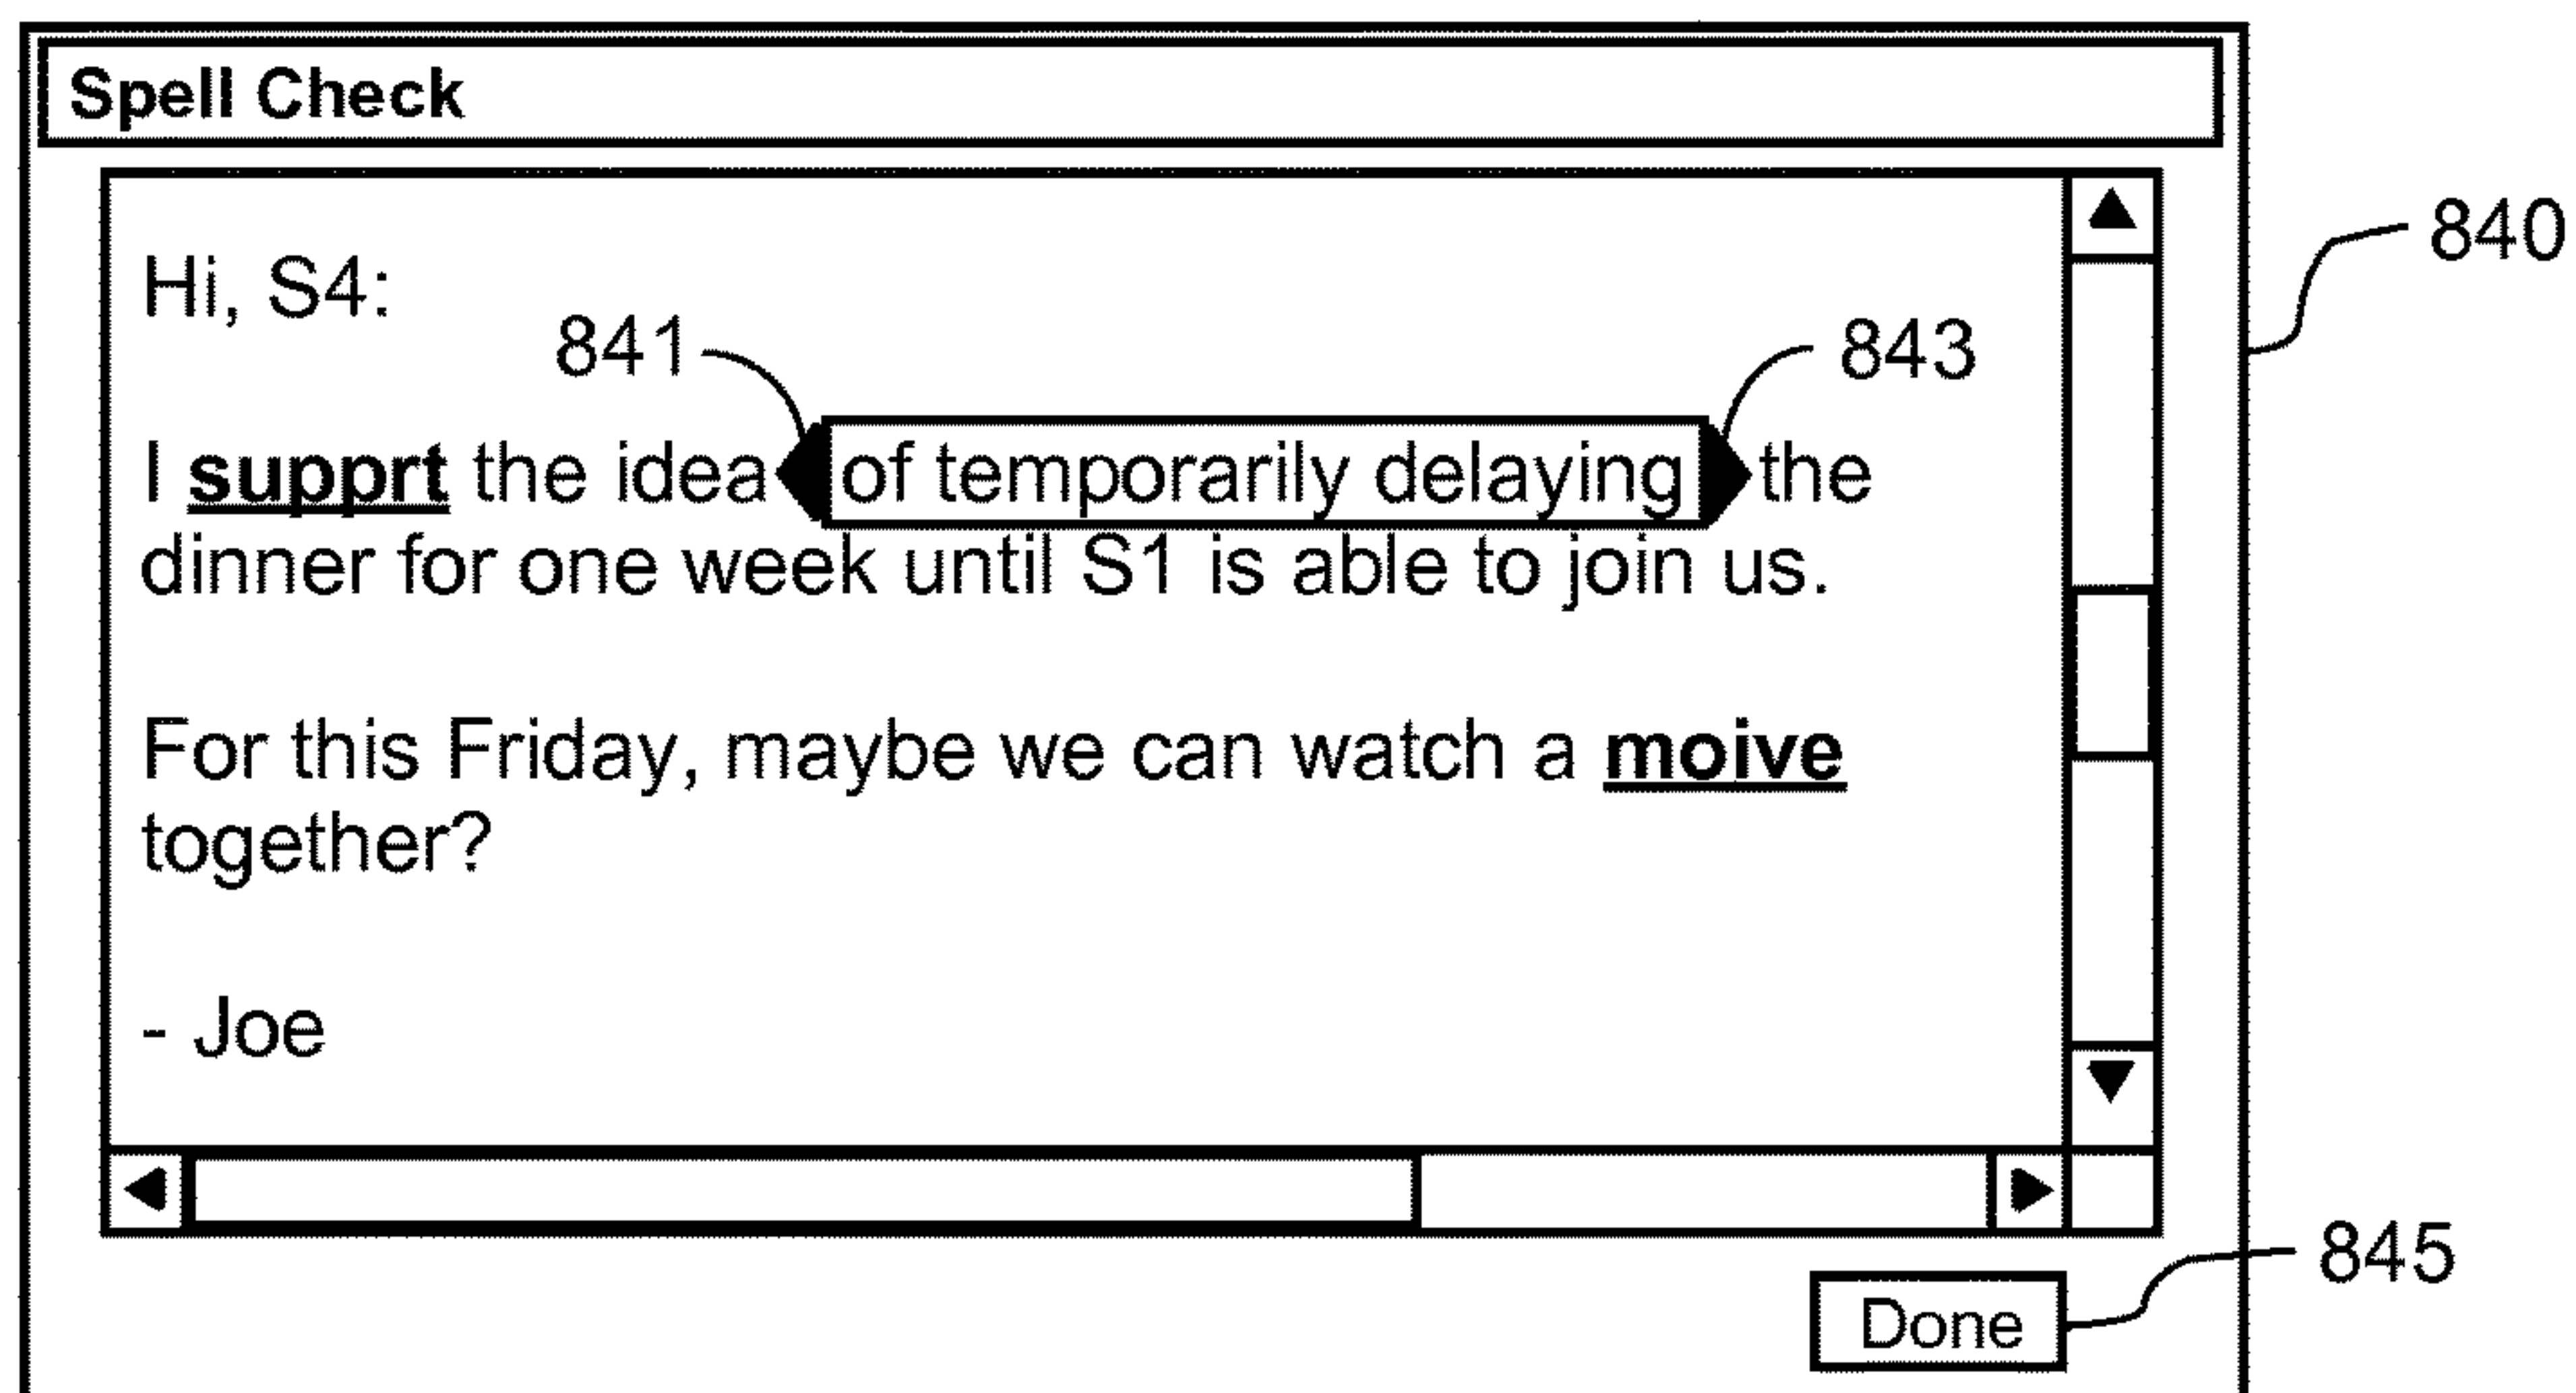 Spell Check
840
Hi, S4:
841
843
I supprt the idea of temporarily delaying the
dinner for one week until S1 is able to join us.
For this Friday, maybe we can watch a moive
together?
- Joe
845
Done